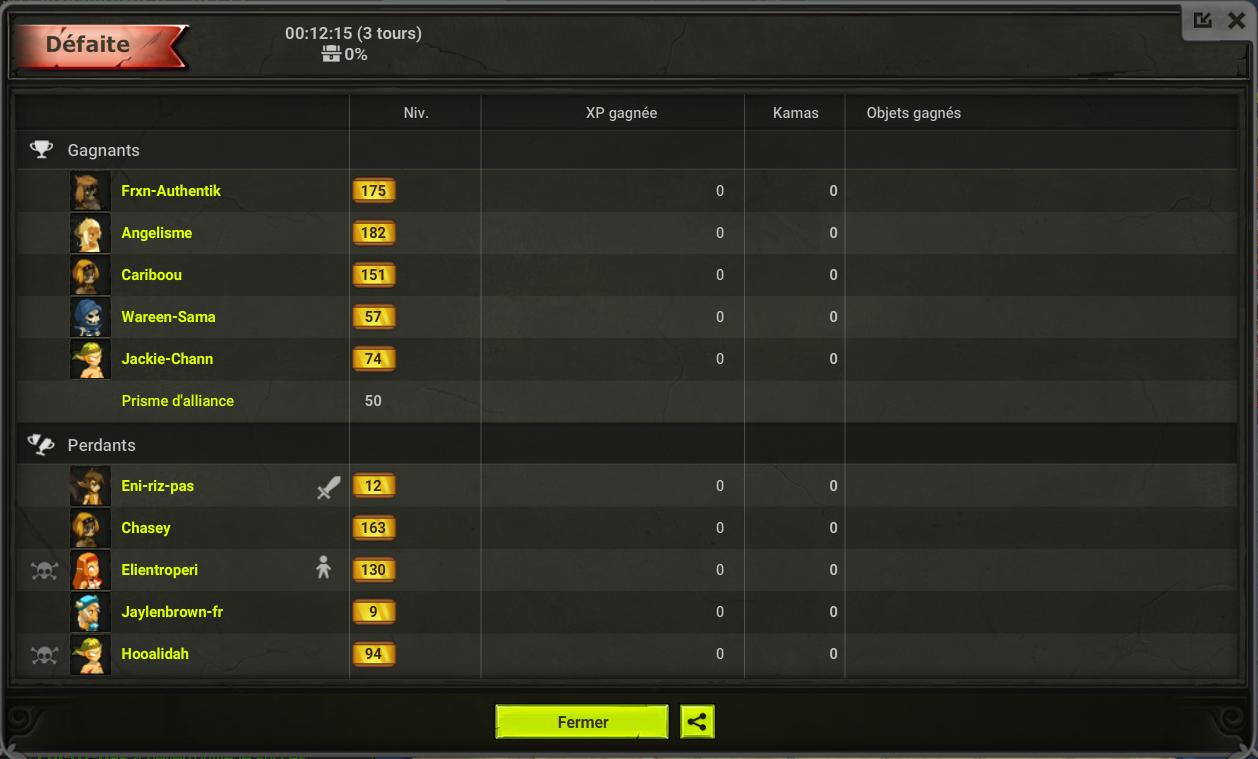 Défaite
00:12:15 (3 tours)
0%
Niv. XP gagnée Kamas Objets gagnés
Gagnants
Frxn-Authentik 175 0 0
Angelisme 182 0 0
Cariboou 151 0 0
Wareen-Sama 57 0 0
Jackie-Chann 74 0 0
Prisme d'alliance 50
Perdants
Eni-riz-pas 12 0 0
Chasey 163 0 0
Elientroperi 130 0 0
Jaylenbrown-fr 9 0 0
Hooalidah 94 0 0
Fermer